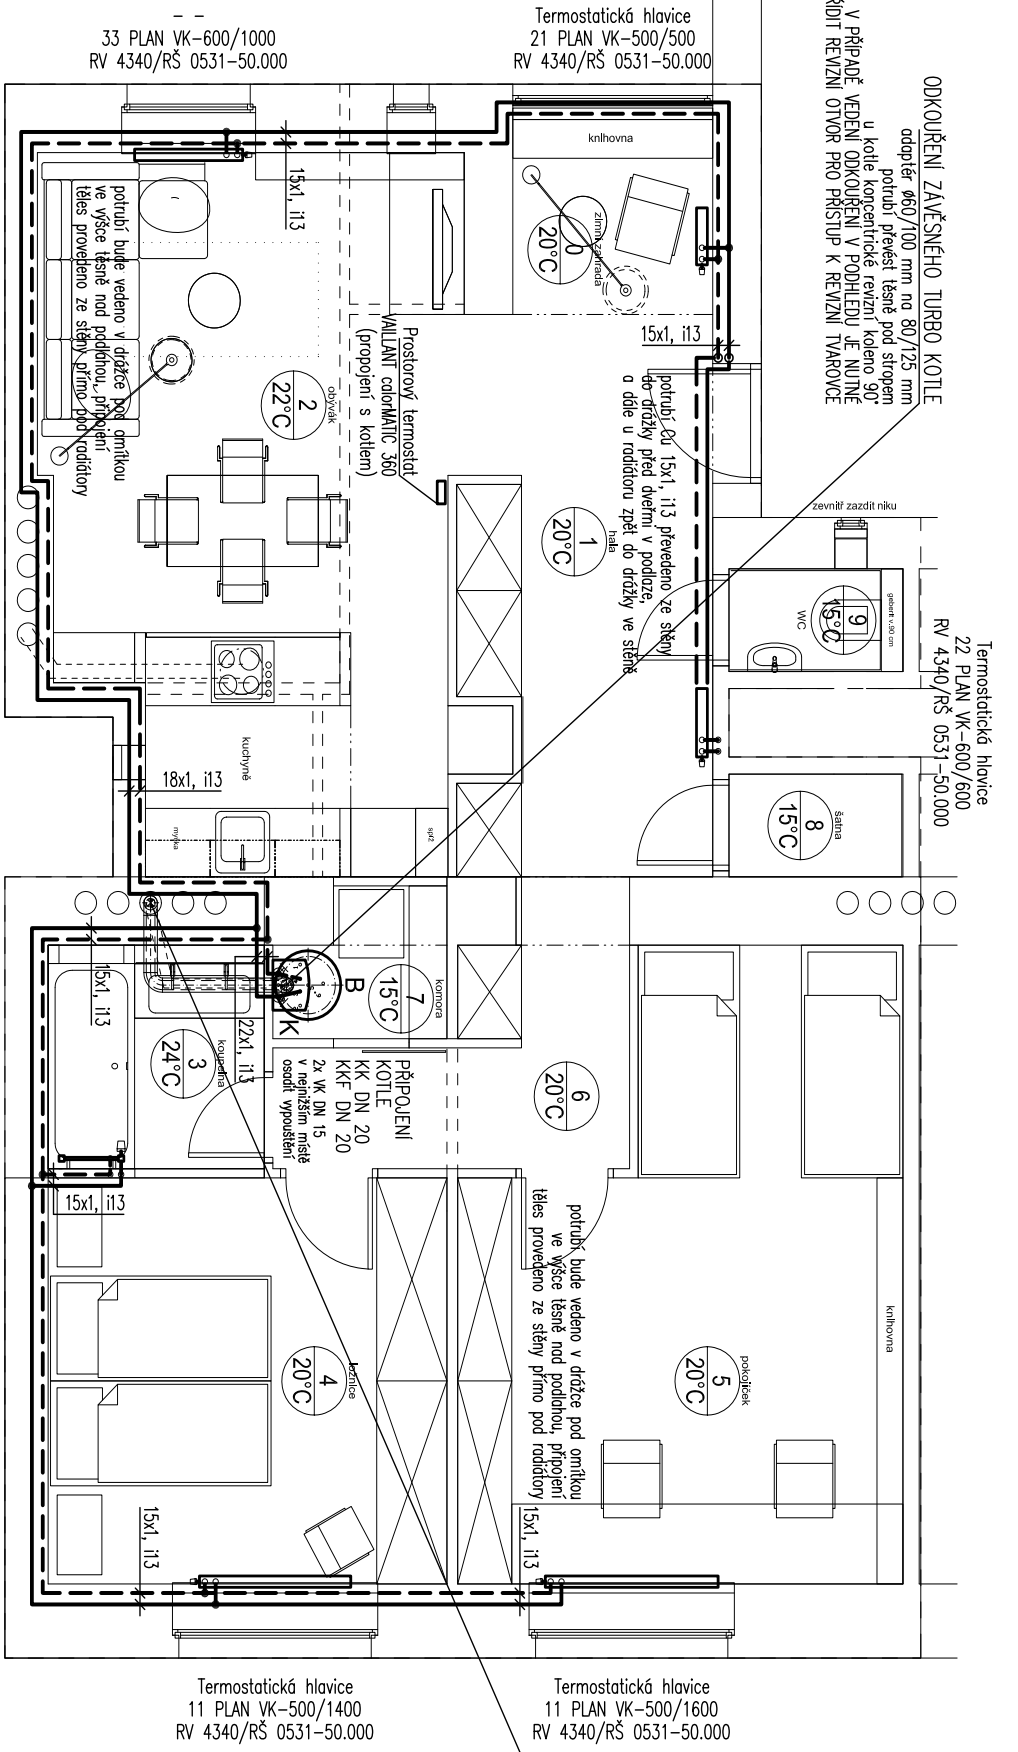 – –
33 PLAN VK–600/1000
RV 4340/RŠ 0531–50.000
Termostatická hlavice
21 PLAN VK–500/500
RV 4340/RŠ 0531–50.000
ODKOUŘENÍ ZÁVĚSNÉHO TURBO KOTLE
adaptér ø60/100 mm na 80/125 mm
potrubí převést těsně pod stropem
u kotle koncentrické revizní koleno 90°
V PŘÍPADĚ VEDENÍ ODKOUŘENÍ V PODHLEDU JE NUTNÉ
REVIZNÍ OTVOR PRO PŘÍSTUP K REVIZNÍ TVAROVCE
Termostatická hlavice
22 PLAN VK–600/600
RV 4340/RŠ 0531–50.000
knihovna
zimní zahrada
0
20°C
15x1, i13
15x1, i13
potrubí Cu 15x1, i13 převedeno ze stěny
do drážky před dveřmi v podlaze,
a dále u radiátoru zpět do drážky ve stěně
Prostorový termostat
VAILLANT calorMATIC 360
(propojení s kotlem)
potrubí bude vedeno v drážce pod omítkou
ve výšce těsně nad podlahou, připojení
těles provedeno ze stěny přímo pod radiátory
obývák
2
22°C
hala
1
20°C
zevnitř zazdít niku
geberit v.90 cm
WC
9
15°C
šatna
8
15°C
kuchyně
18x1, i13
myčka
spíž
komora
7
15°C
B
K
22x1, i13
15x1, i13
koupelna
3
24°C
PŘIPOJENÍ
KOTLE
KK DN 20
KKF DN 20
2x VK DN 15
v nejnižším místě
osadit vypouštění
6
20°C
15x1, i13
potrubí bude vedeno v drážce pod omítkou
ve výšce těsně nad podlahou, připojení
těles provedeno ze stěny přímo pod radiátory
knihovna
pokojíček
5
20°C
ložnice
4
20°C
15x1, i13
15x1, i13
Termostatická hlavice
11 PLAN VK–500/1400
RV 4340/RŠ 0531–50.000
Termostatická hlavice
11 PLAN VK–500/1600
RV 4340/RŠ 0531–50.000